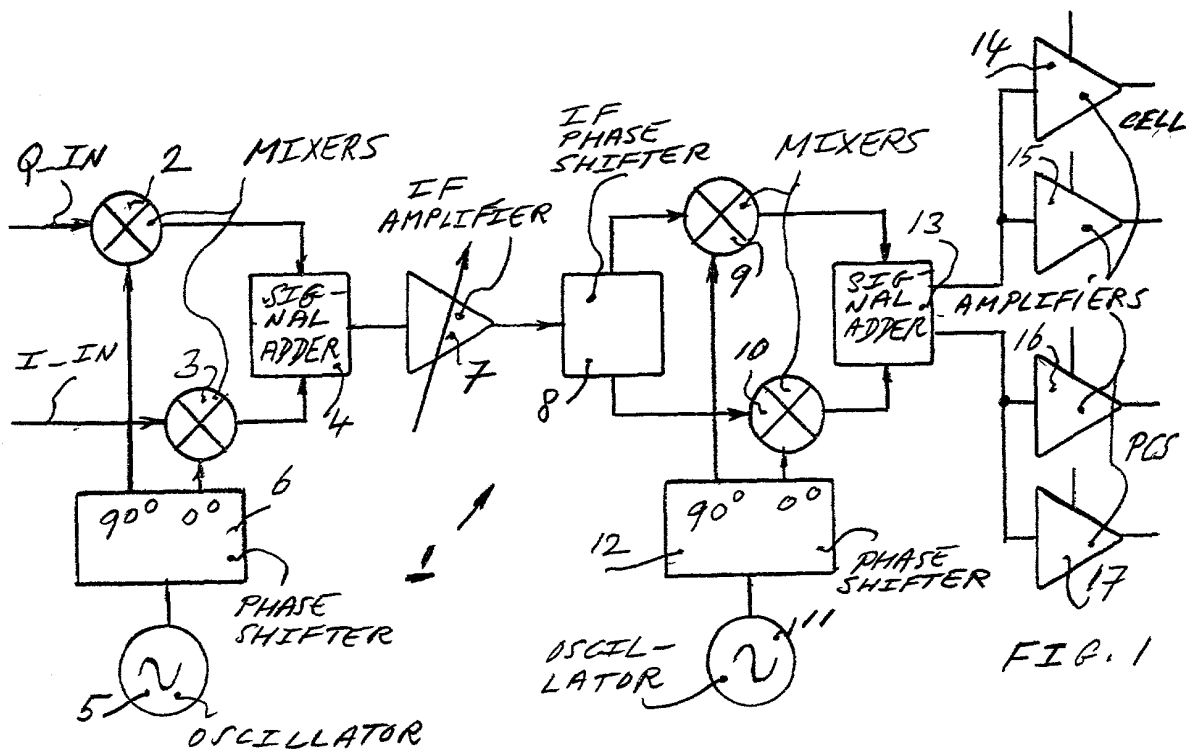 14
CELL
IF
PHASE
SHIFTER
Q_IN
2
MIXERS
MIXERS
15
IF
AMPLIFIER
9
13
SIG-
NAL
ADDER
SIG-
NAL
ADDER
AMPLIFIERS
I_IN
3
4
7
8
10
16
PCS
90° 0°
6
1
12
90° 0°
PHASE
SHIFTER
17
PHASE
SHIFTER
5
OSCILLATOR
OSCIL-
LATOR
11
FIG. 1